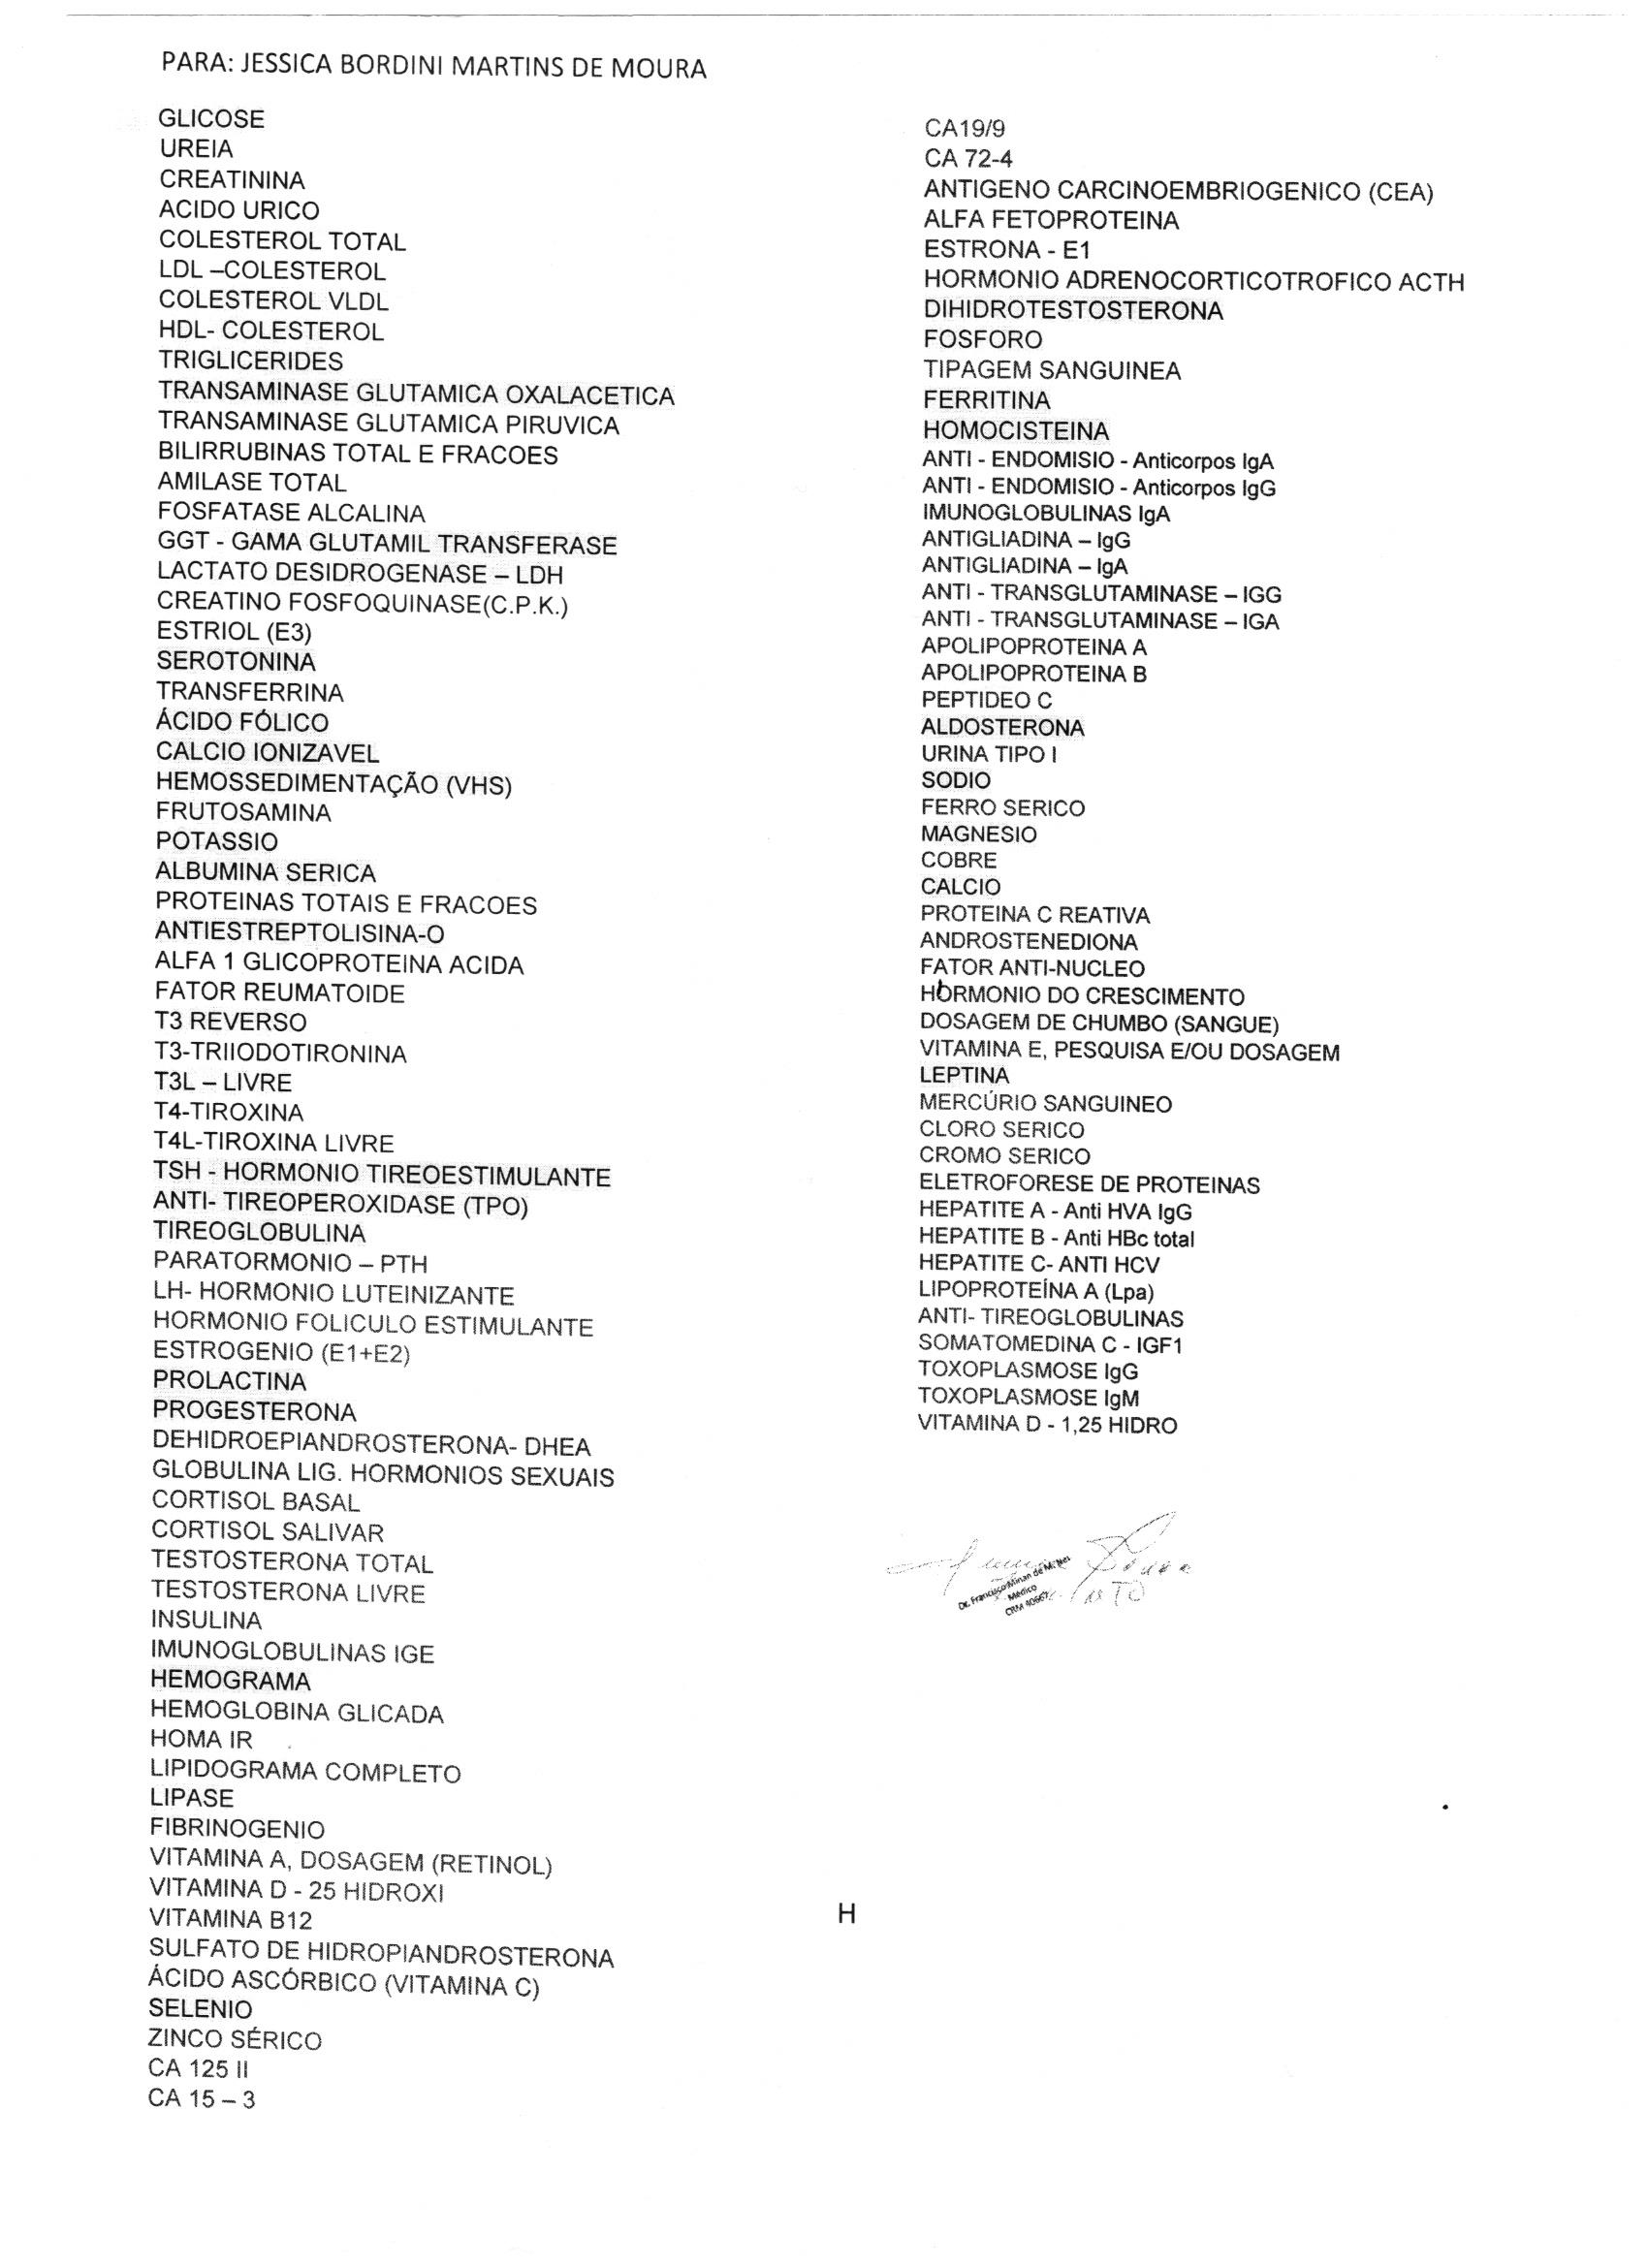 PARA: JESSICA BORDINI MARTINS DE MOURA
GLICOSE
UREIA
CREATININA
ACIDO URICO
COLESTEROL TOTAL
LDL –COLESTEROL
COLESTEROL VLDL
HDL- COLESTEROL
TRIGLICERIDES
TRANSAMINASE GLUTAMICA OXALACETICA
TRANSAMINASE GLUTAMICA PIRUVICA
BILIRRUBINAS TOTAL E FRACOES
AMILASE TOTAL
FOSFATASE ALCALINA
GGT - GAMA GLUTAMIL TRANSFERASE
LACTATO DESIDROGENASE – LDH
CREATINO FOSFOQUINASE(C.P.K.)
ESTRIOL (E3)
SEROTONINA
TRANSFERRINA
ÁCIDO FÓLICO
CALCIO IONIZAVEL
HEMOSSEDIMENTAÇÃO (VHS)
FRUTOSAMINA
POTASSIO
ALBUMINA SERICA
PROTEINAS TOTAIS E FRACOES
ANTIESTREPTOLISINA-O
ALFA 1 GLICOPROTEINA ACIDA
FATOR REUMATOIDE
T3 REVERSO
T3-TRIIODOTIRONINA
T3L – LIVRE
T4-TIROXINA
T4L-TIROXINA LIVRE
TSH - HORMONIO TIREOESTIMULANTE
ANTI- TIREOPEROXIDASE (TPO)
TIREOGLOBULINA
PARATORMONIO – PTH
LH- HORMONIO LUTEINIZANTE
HORMONIO FOLICULO ESTIMULANTE
ESTROGENIO (E1+E2)
PROLACTINA
PROGESTERONA
DEHIDROEPIANDROSTERONA- DHEA
GLOBULINA LIG. HORMONIOS SEXUAIS
CORTISOL BASAL
CORTISOL SALIVAR
TESTOSTERONA TOTAL
TESTOSTERONA LIVRE
INSULINA
IMUNOGLOBULINAS IGE
HEMOGRAMA
HEMOGLOBINA GLICADA
HOMA IR
LIPIDOGRAMA COMPLETO
LIPASE
FIBRINOGENIO
VITAMINA A, DOSAGEM (RETINOL)
VITAMINA D - 25 HIDROXI
VITAMINA B12
SULFATO DE HIDROPIANDROSTERONA
ÁCIDO ASCÓRBICO (VITAMINA C)
SELENIO
ZINCO SÉRICO
CA 125 II
CA 15 – 3
CA19/9
CA 72-4
ANTIGENO CARCINOEMBRIOGENICO (CEA)
ALFA FETOPROTEINA
ESTRONA - E1
HORMONIO ADRENOCORTICOTROFICO ACTH
DIHIDROTESTOSTERONA
FOSFORO
TIPAGEM SANGUINEA
FERRITINA
HOMOCISTEINA
ANTI - ENDOMISIO - Anticorpos IgA
ANTI - ENDOMISIO - Anticorpos IgG
IMUNOGLOBULINAS IgA
ANTIGLIADINA – IgG
ANTIGLIADINA – IgA
ANTI - TRANSGLUTAMINASE – IGG
ANTI - TRANSGLUTAMINASE – IGA
APOLIPOPROTEINA A
APOLIPOPROTEINA B
PEPTIDEO C
ALDOSTERONA
URINA TIPO I
SODIO
FERRO SERICO
MAGNESIO
COBRE
CALCIO
PROTEINA C REATIVA
ANDROSTENEDIONA
FATOR ANTI-NUCLEO
HORMONIO DO CRESCIMENTO
DOSAGEM DE CHUMBO (SANGUE)
VITAMINA E, PESQUISA E/OU DOSAGEM
LEPTINA
MERCÚRIO SANGUINEO
CLORO SERICO
CROMO SERICO
ELETROFORESE DE PROTEINAS
HEPATITE A - Anti HVA IgG
HEPATITE B - Anti HBc total
HEPATITE C- ANTI HCV
LIPOPROTEÍNA A (Lpa)
ANTI- TIREOGLOBULINAS
SOMATOMEDINA C - IGF1
TOXOPLASMOSE IgG
TOXOPLASMOSE IgM
VITAMINA D - 1,25 HIDRO
Dr. Francisco Minan de M.
Médico
CRM 40667
H